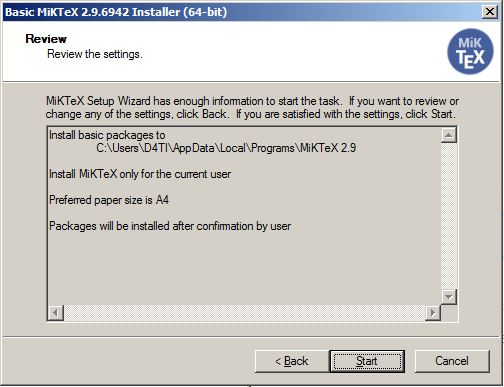 Basic MiKTeX 2.9.6942 Installer (64-bit)
Review
Review the settings.
MiK
TEX
MiKTeX Setup Wizard has enough information to start the task. If you want to review or
change any of the settings, click Back. If you are satisfied with the settings, click Start.
Install basic packages to
C:\Users\D4TI\AppData\Local\Programs\MiKTeX 2.9
Install MiKTeX only for the current user
Preferred paper size is A4
Packages will be installed after confirmation by user
< Back
Start
Cancel